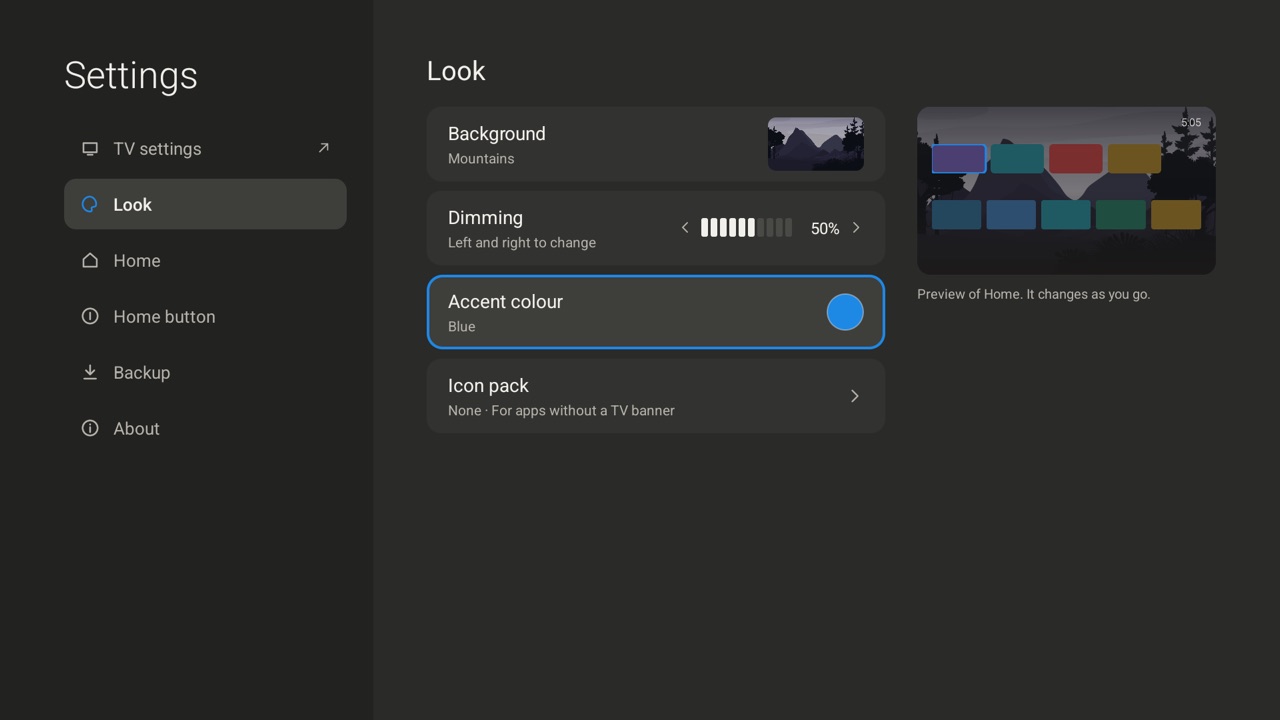 Settings
TV settings
Look
Home
Home button
Backup
About
Look
Background
Mountains
Dimming
Left and right to change
50%
Accent colour
Blue
Icon pack
None · For apps without a TV banner
5:05
Preview of Home. It changes as you go.